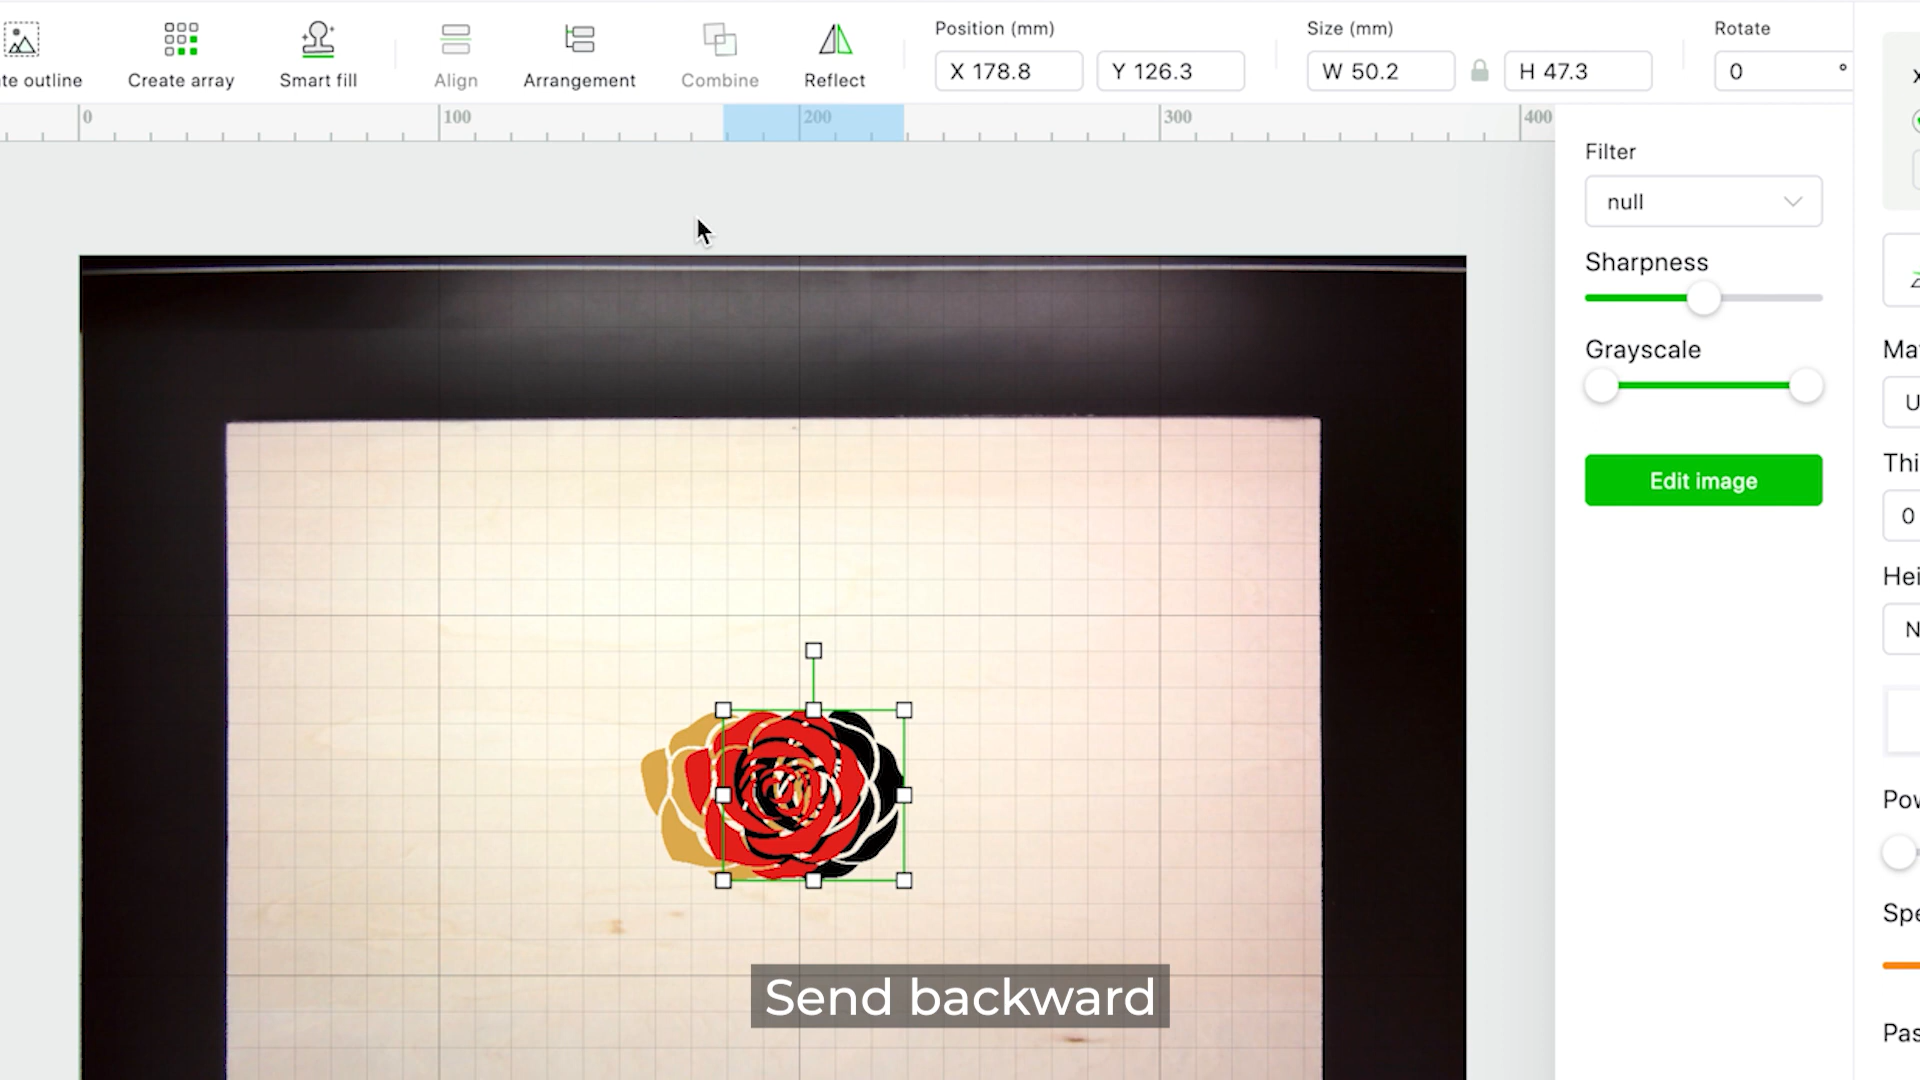 te outline
Create array
Smart fill
Align
Arrangement
Combine
Reflect
Position (mm)
X 178.8
Y 126.3
Size (mm)
W 50.2
H 47.3
Rotate
0 °
0
100
200
300
400
Filter
null
Sharpness
Grayscale
Edit image
X
Ma
U
Thi
0
Hei
N
Pow
Spe
Pas
Send backward